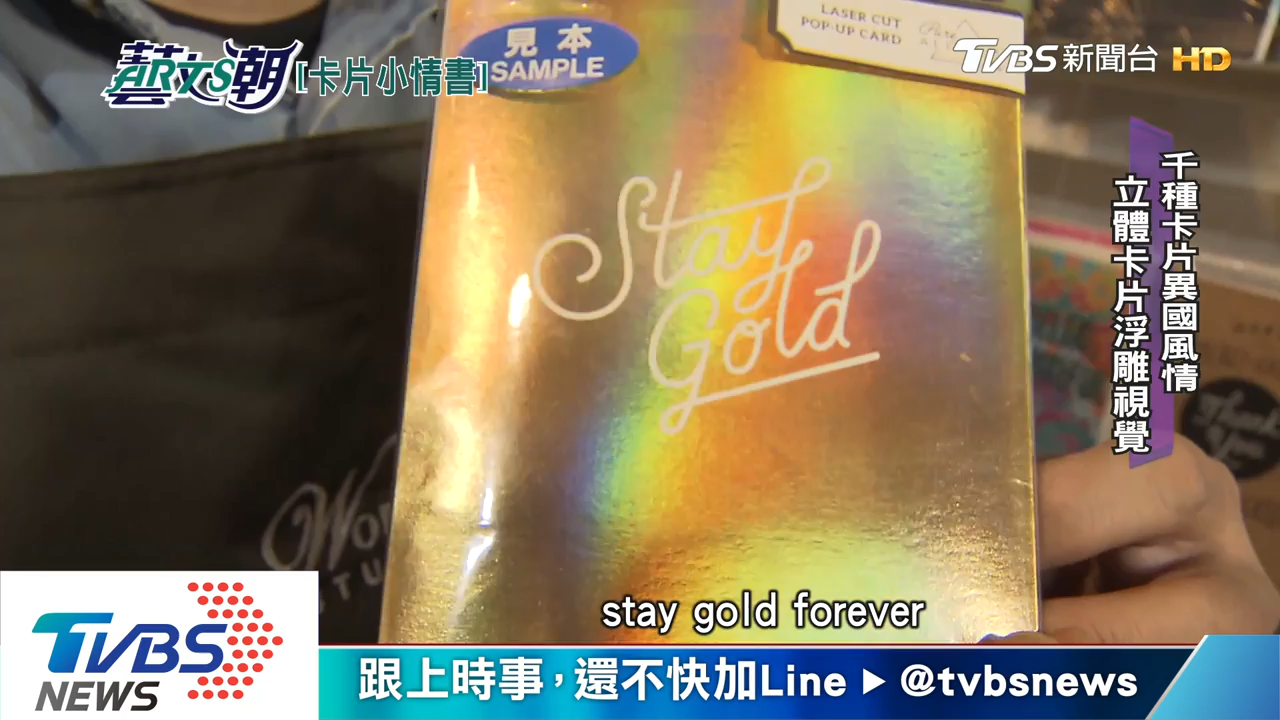 藝文潮
ARTS
[卡片小情書]
見本
SAMPLE
LASER CUT
POP-UP CARD
TVBS新聞台 HD
千種卡片異國風情
立體卡片浮雕視覺
Stay
Gold
Thank
You
stay gold forever
TVBS
NEWS
跟上時事，還不快加Line ▶ @tvbsnews